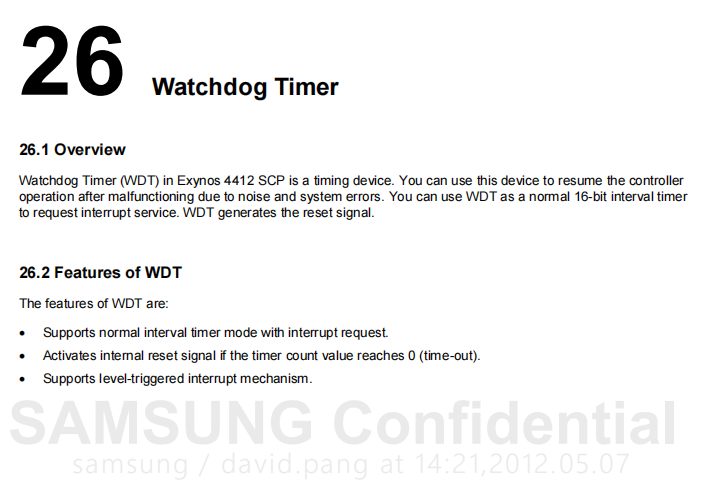 26 Watchdog Timer
26.1 Overview
Watchdog Timer (WDT) in Exynos 4412 SCP is a timing device. You can use this device to resume the controller
operation after malfunctioning due to noise and system errors. You can use WDT as a normal 16-bit interval timer
to request interrupt service. WDT generates the reset signal.
26.2 Features of WDT
The features of WDT are:
• Supports normal interval timer mode with interrupt request.
• Activates internal reset signal if the timer count value reaches 0 (time-out).
• Supports level-triggered interrupt mechanism.
SAMSUNG Confidential
samsung / david.pang at 14:21,2012.05.07